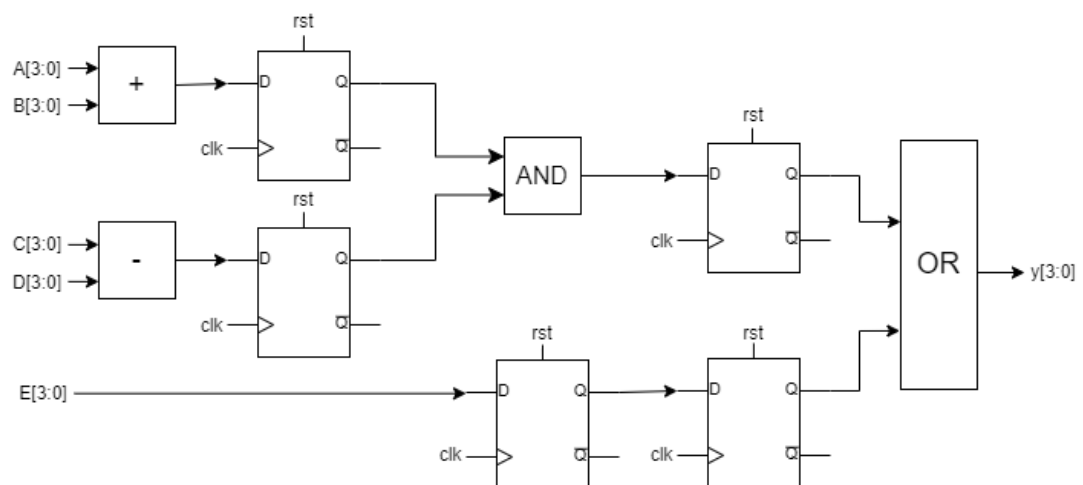 rst
A[3:0]
B[3:0]
+
D
Q
clk
Q
rst
C[3:0]
D[3:0]
-
D
Q
clk
Q
AND
rst
D
Q
clk
Q
OR
y[3:0]
E[3:0]
rst
D
Q
clk
Q
rst
D
Q
clk
Q